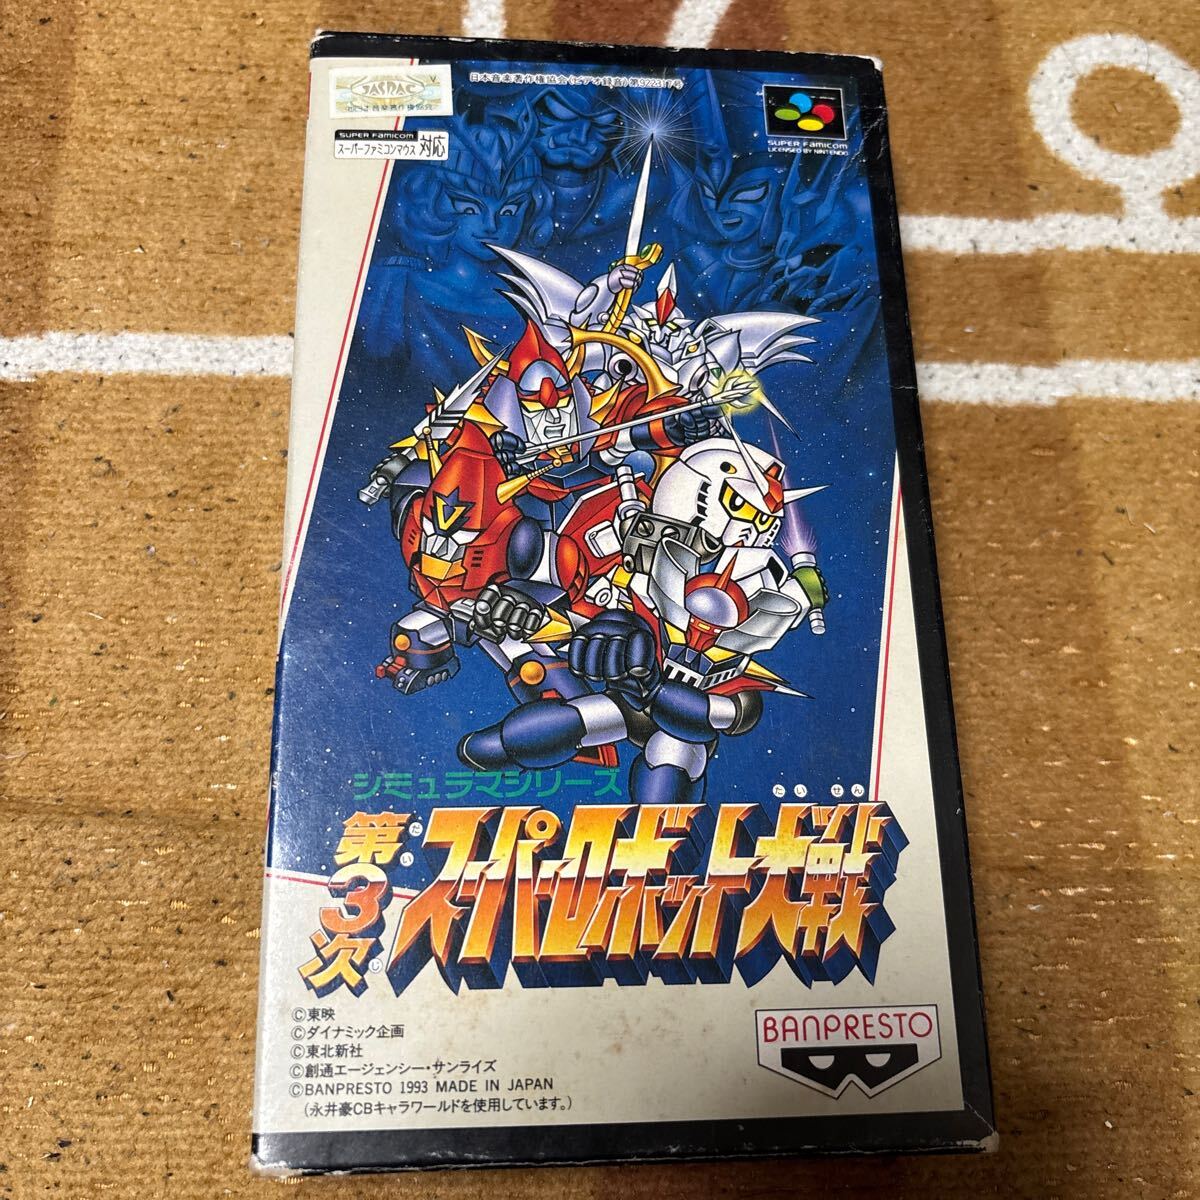 日本音楽著作権協会(ビデオ録音)第922317号
JASRAC
SUPER FAMICOM
スーパーファミコンマウス 対応
SUPER FAMICOM
LICENSED BY NINTENDO
シミュラマシリーズ
だい じ たいせん
第3次 スーパーロボット大戦
©東映
©ダイナミック企画
©東北新社
©創通エージェンシー・サンライズ
©BANPRESTO 1993 MADE IN JAPAN
(永井豪CBキャラワールドを使用しています。)
BANPRESTO